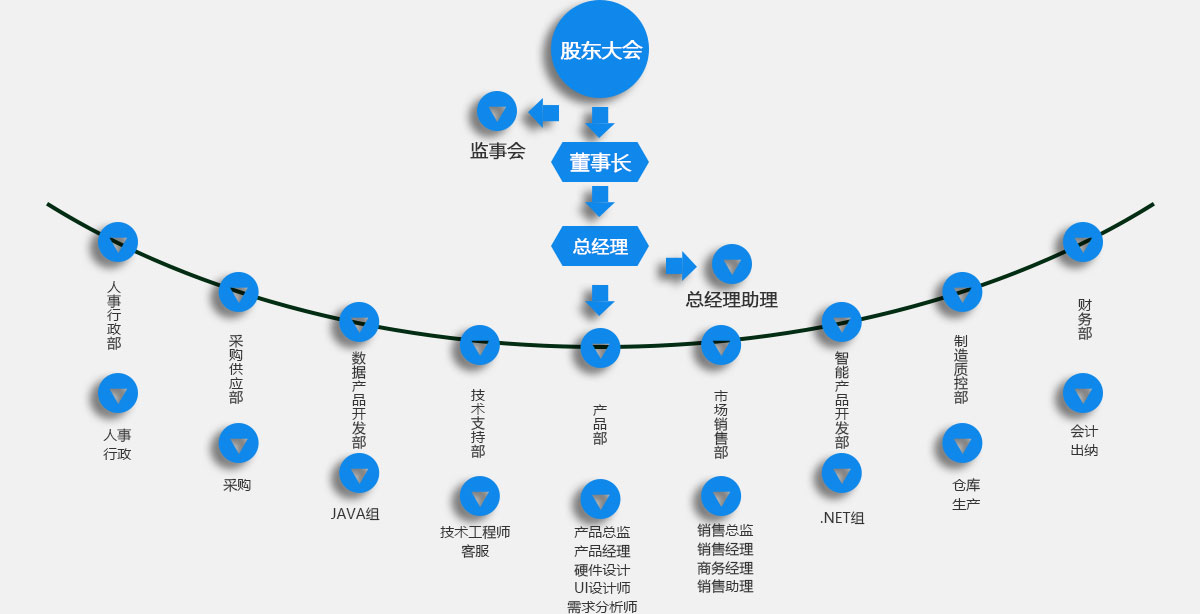 股东大会
监事会
董事长
总经理
总经理助理
人事行政部
采购供应部
数据产品开发部
技术支持部
产品部
市场销售部
智能产品开发部
制造质控部
财务部
人事
行政
采购
JAVA组
技术工程师
客服
产品总监
产品经理
硬件设计
UI设计师
需求分析师
销售总监
销售经理
商务经理
销售助理
.NET组
仓库
生产
会计
出纳